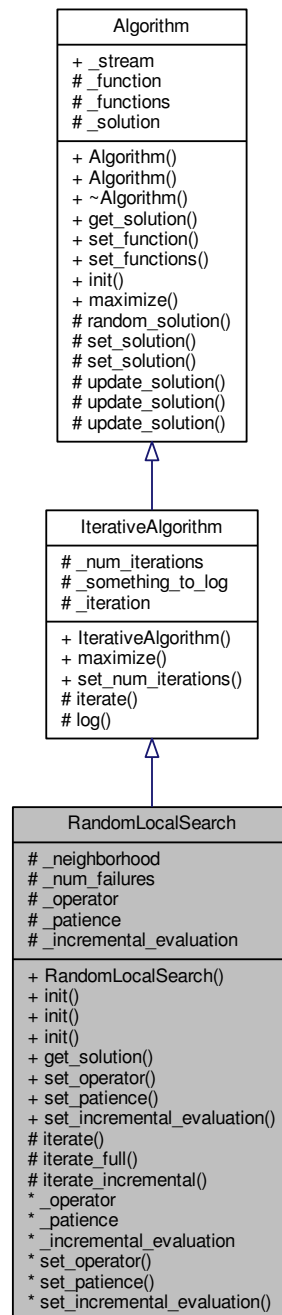 Algorithm
+ _stream
# _function
# _functions
# _solution
+ Algorithm()
+ Algorithm()
+ ~Algorithm()
+ get_solution()
+ set_function()
+ set_functions()
+ init()
+ maximize()
# random_solution()
# set_solution()
# set_solution()
# update_solution()
# update_solution()
# update_solution()
IterativeAlgorithm
# _num_iterations
# _something_to_log
# _iteration
+ IterativeAlgorithm()
+ maximize()
+ set_num_iterations()
# iterate()
# log()
RandomLocalSearch
# _neighborhood
# _num_failures
# _operator
# _patience
# _incremental_evaluation
+ RandomLocalSearch()
+ init()
+ init()
+ init()
+ get_solution()
+ set_operator()
+ set_patience()
+ set_incremental_evaluation()
# iterate()
# iterate_full()
# iterate_incremental()
* _operator
* _patience
* _incremental_evaluation
* set_operator()
* set_patience()
* set_incremental_evaluation()